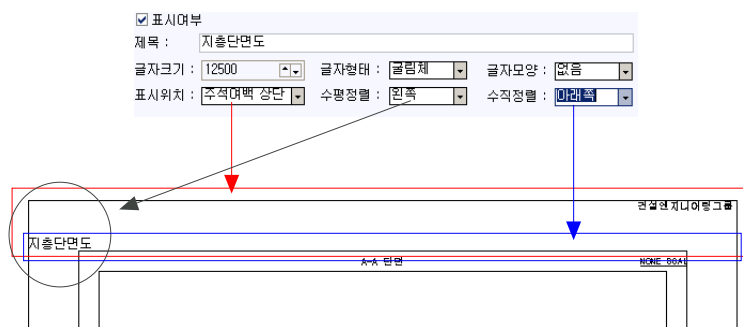 표시여부
제목 : 지층단면도
글자크기 : 12500 글자형태 : 굴림체 글자모양 : 없음
표시위치 : 주석여백 상단 수평정렬 : 왼쪽 수직정렬 : 아래쪽
건설엔지니어링그룹
지층단면도
A-A 단면
NONE SCAL